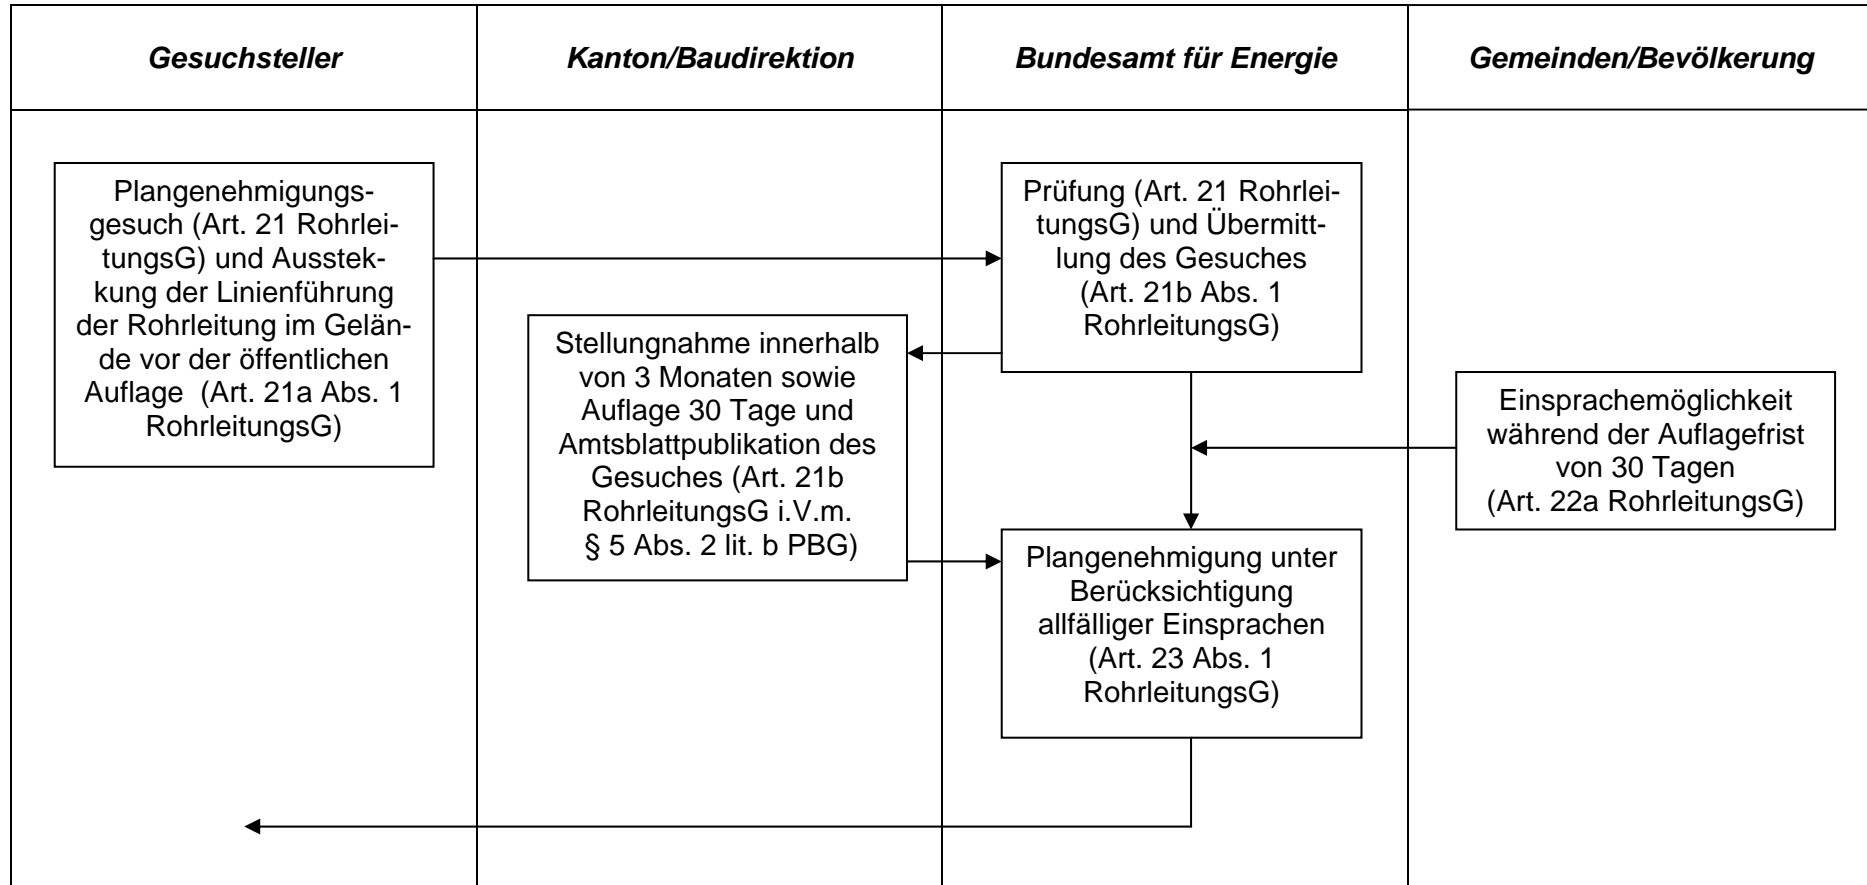 Gesuchsteller
Kanton/Baudirektion
Bundesamt für Energie
Gemeinden/Bevölkerung
Plangenehmigungs-
gesuch (Art. 21 Rohrlei-
tungsG) und Ausstek-
kung der Linienführung
der Rohrleitung im Gelän-
de vor der öffentlichen
Auflage (Art. 21a Abs. 1
RohrleitungsG)
Prüfung (Art. 21 Rohrlei-
tungsG) und Übermitt-
lung des Gesuches
(Art. 21b Abs. 1
RohrleitungsG)
Stellungnahme innerhalb
von 3 Monaten sowie
Auflage 30 Tage und
Amtsblattpublikation des
Gesuches (Art. 21b
RohrleitungsG i.V.m.
§ 5 Abs. 2 lit. b PBG)
Einsprachemöglichkeit
während der Auflagefrist
von 30 Tagen
(Art. 22a RohrleitungsG)
Plangenehmigung unter
Berücksichtigung
allfälliger Einsprachen
(Art. 23 Abs. 1
RohrleitungsG)